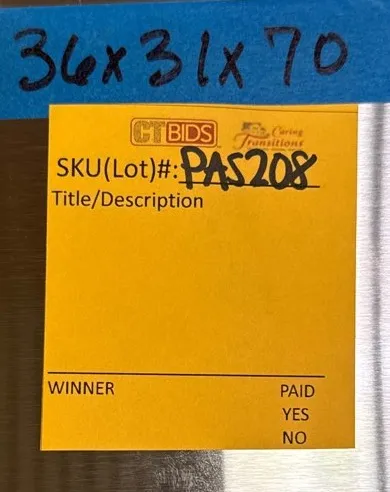 36x31x70
CTBIDS Caring
Transitions
SKU(Lot)#: PAS208
Title/Description
WINNER PAID
YES
NO